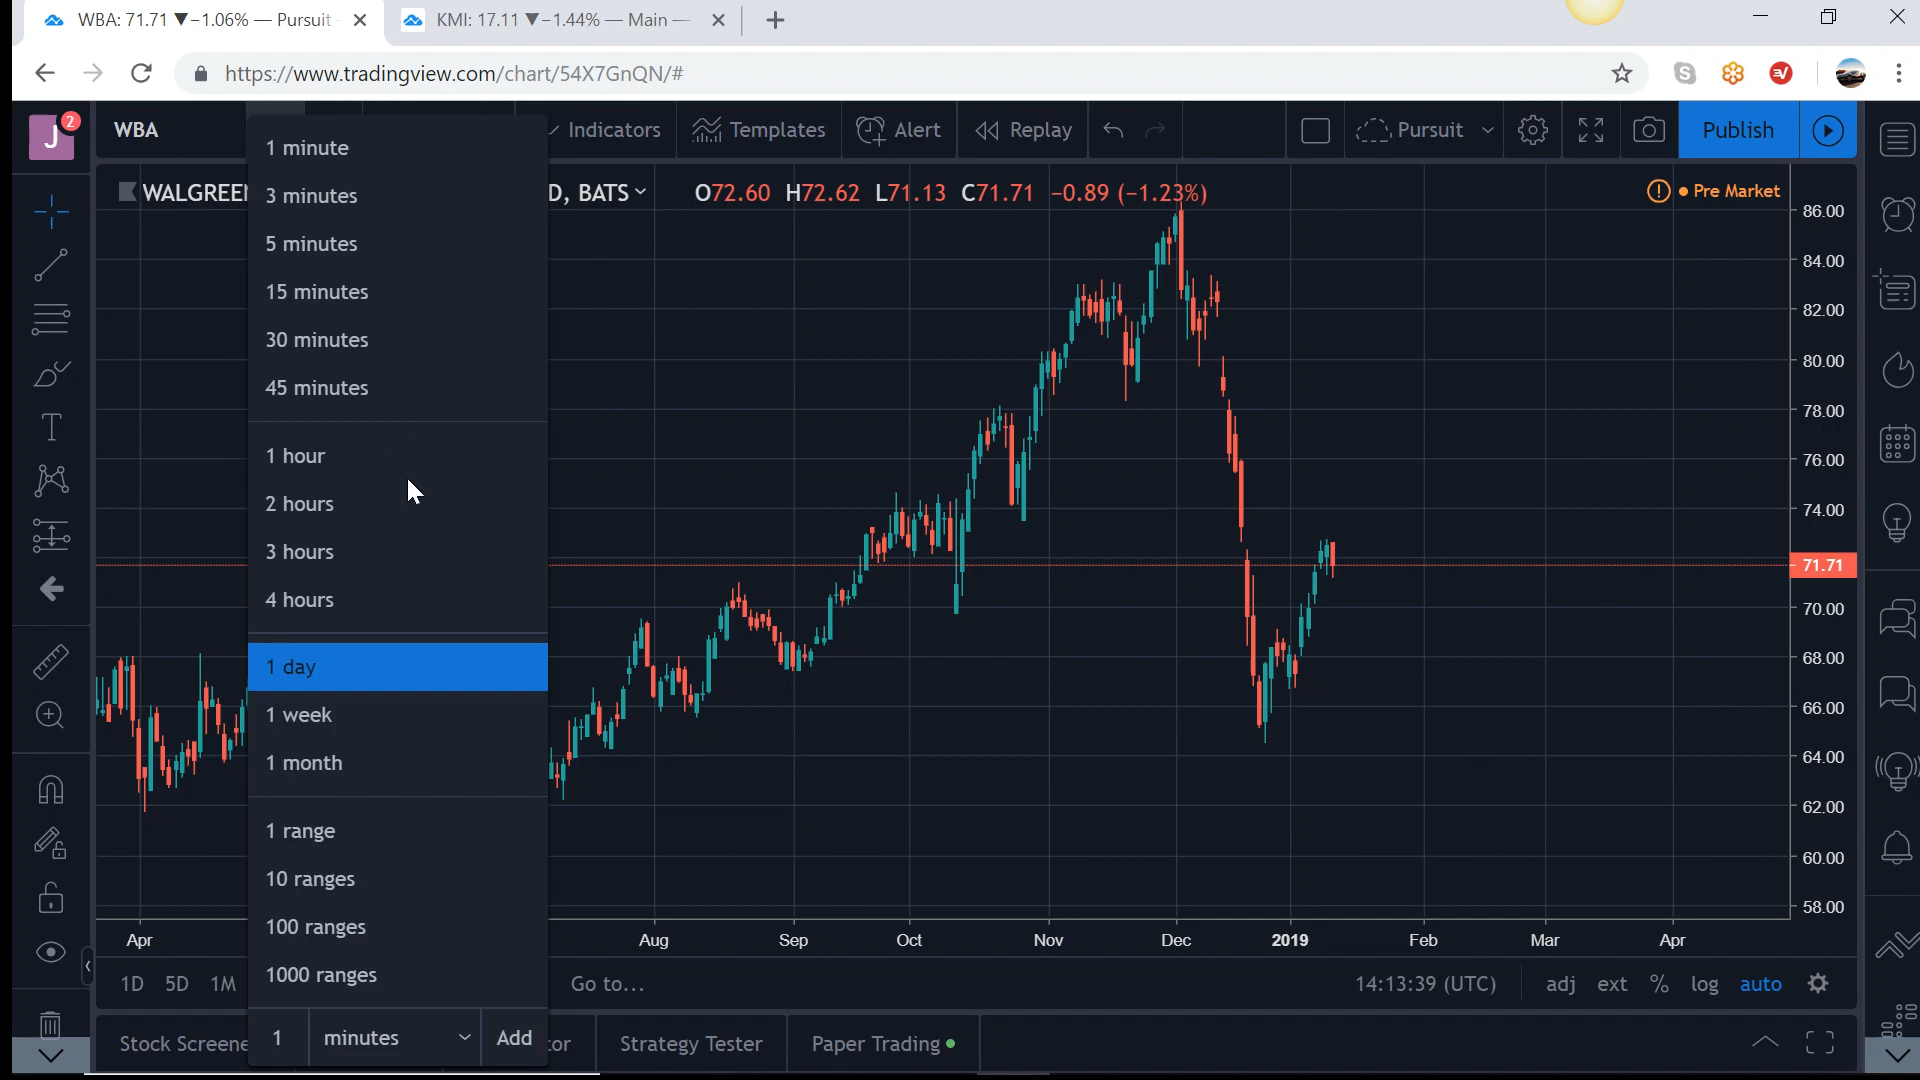 WBA: 71.71 ▼−1.06% — Pursuit
KMI: 17.11 ▼−1.44% — Main —
https://www.tradingview.com/chart/54X7GnQN/#
J
2
WBA
Indicators
Templates
Alert
Replay
Pursuit
Publish
WALGREEN
D, BATS
O72.60 H72.62 L71.13 C71.71 −0.89 (−1.23%)
Pre Market
1 minute
3 minutes
5 minutes
15 minutes
30 minutes
45 minutes
1 hour
2 hours
3 hours
4 hours
1 day
1 week
1 month
1 range
10 ranges
100 ranges
1000 ranges
1 minutes Add
86.00
84.00
82.00
80.00
78.00
76.00
74.00
71.71
70.00
68.00
66.00
64.00
62.00
60.00
58.00
Apr Aug Sep Oct Nov Dec 2019 Feb Mar Apr
1D 5D 1M Go to... 14:13:39 (UTC) adj ext % log auto
Stock Screene
or
Strategy Tester
Paper Trading